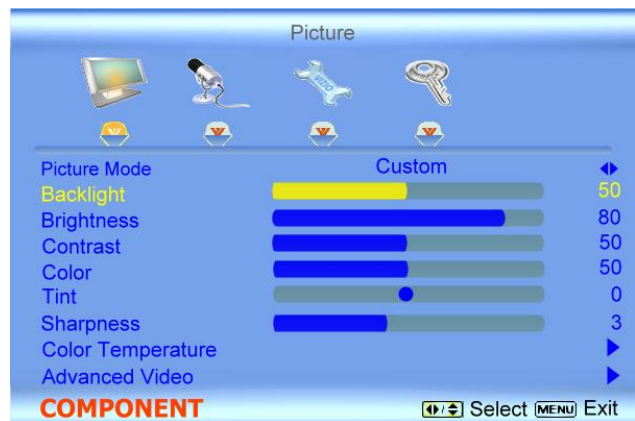 Picture
VIZIO
Picture Mode Custom
Backlight 50
Brightness 80
Contrast 50
Color 50
Tint 0
Sharpness 3
Color Temperature
Advanced Video
COMPONENT Select MENU Exit